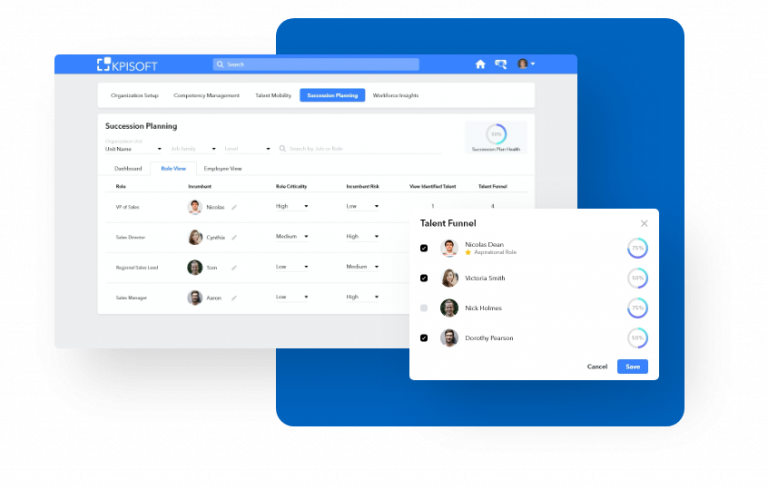 KPISOFT
Search
Organization Setup Competency Management Talent Mobility Succession Planning Workforce Insights
Succession Planning
Organization Unit
Unit Name Job Family Level Search for Job or Role
Succession Plan Health
Dashboard Role View Employee View
Role Incumbent Role Criticality Incumbent Risk View Identified Talent Talent Funnel
VP of Sales Nicolas High Low 1 4
Sales Director Cynthia Medium High
Regional Sales Lead Tom Low Medium
Sales Manager Aaron Low High
Talent Funnel
Nicolas Dean 75%
Aspirational Role
Victoria Smith 50%
Nick Holmes 75%
Dorothy Pearson 50%
Cancel Save